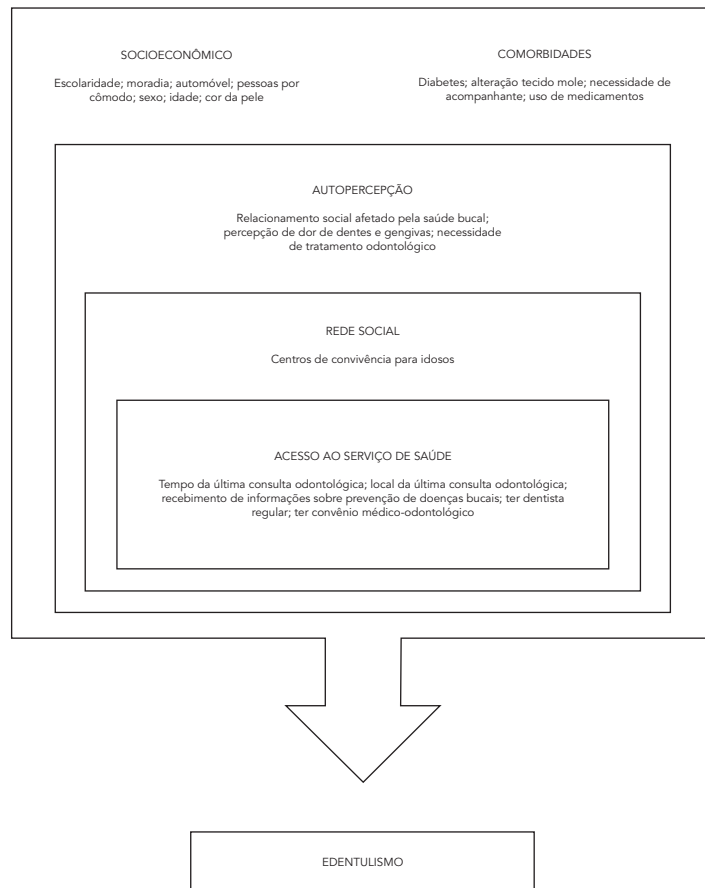 SOCIOECONÔMICO
Escolaridade; moradia; automóvel; pessoas por
cômodo; sexo; idade; cor da pele
COMORBIDADES
Diabetes; alteração tecido mole; necessidade de
acompanhante; uso de medicamentos
AUTOPERCEPÇÃO
Relacionamento social afetado pela saúde bucal;
percepção de dor de dentes e gengivas; necessidade
de tratamento odontológico
REDE SOCIAL
Centros de convivência para idosos
ACESSO AO SERVIÇO DE SAÚDE
Tempo da última consulta odontológica; local da última consulta odontológica;
recebimento de informações sobre prevenção de doenças bucais; ter dentista
regular; ter convênio médico-odontológico
EDENTULISMO